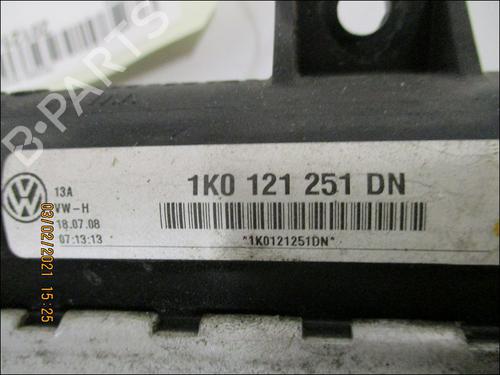 B-PARTS
1K0 121 251 DN
13A
VW-H
18.07.08
07:13:13
*1K0121251DN*
03/02/2021 15:25